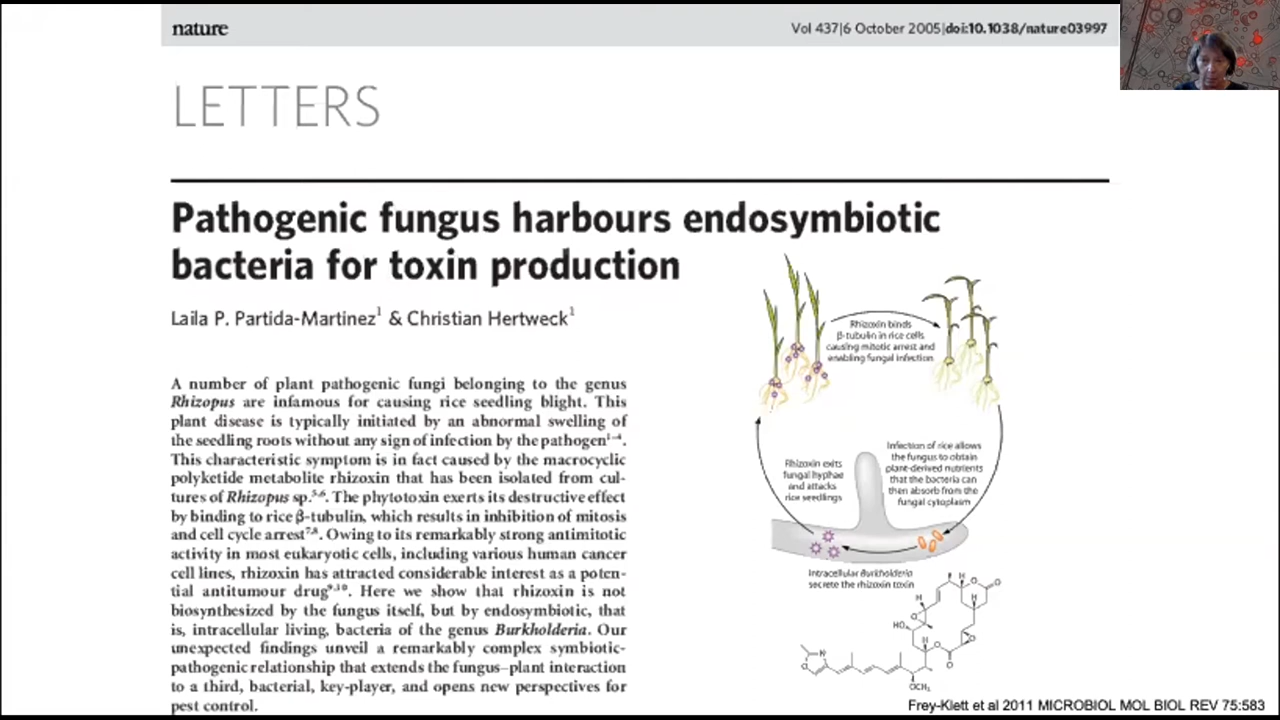 nature
Vol 437|6 October 2005|doi:10.1038/nature03997
LETTERS
Pathogenic fungus harbours endosymbiotic
bacteria for toxin production
Laila P. Partida-Martinez¹ & Christian Hertweck¹
A number of plant pathogenic fungi belonging to the genus
Rhizopus are infamous for causing rice seedling blight. This
plant disease is typically initiated by an abnormal swelling of
the seedling roots without any sign of infection by the pathogen¹⁻⁴.
This characteristic symptom is in fact caused by the macrocyclic
polyketide metabolite rhizoxin that has been isolated from cul-
tures of Rhizopus sp.⁵,⁶. The phytotoxin exerts its destructive effect
by binding to rice β-tubulin, which results in inhibition of mitosis
and cell cycle arrest⁷,⁸. Owing to its remarkably strong antimitotic
activity in most eukaryotic cells, including various human cancer
cell lines, rhizoxin has attracted considerable interest as a poten-
tial antitumour drug⁹,¹⁰. Here we show that rhizoxin is not
biosynthesized by the fungus itself, but by endosymbiotic, that
is, intracellular living, bacteria of the genus Burkholderia. Our
unexpected findings unveil a remarkably complex symbiotic-
pathogenic relationship that extends the fungus–plant interaction
to a third, bacterial, key-player, and opens new perspectives for
pest control.
Rhizoxin binds
β-tubulin in rice cells
causing mitotic arrest and
enabling fungal infection
Infection of rice allows
the fungus to obtain
plant-derived nutrients
that the bacteria can
then absorb from the
fungal cytoplasm
Rhizoxin exits
fungal hyphae
and attacks
rice seedlings
Intracellular Burkholderia
secrete the rhizoxin toxin
H
O
O
H
H
O
HO
H
O
O
O
N
O
OCH₃
Frey-Klett et al 2011 MICROBIOL MOL BIOL REV 75:583